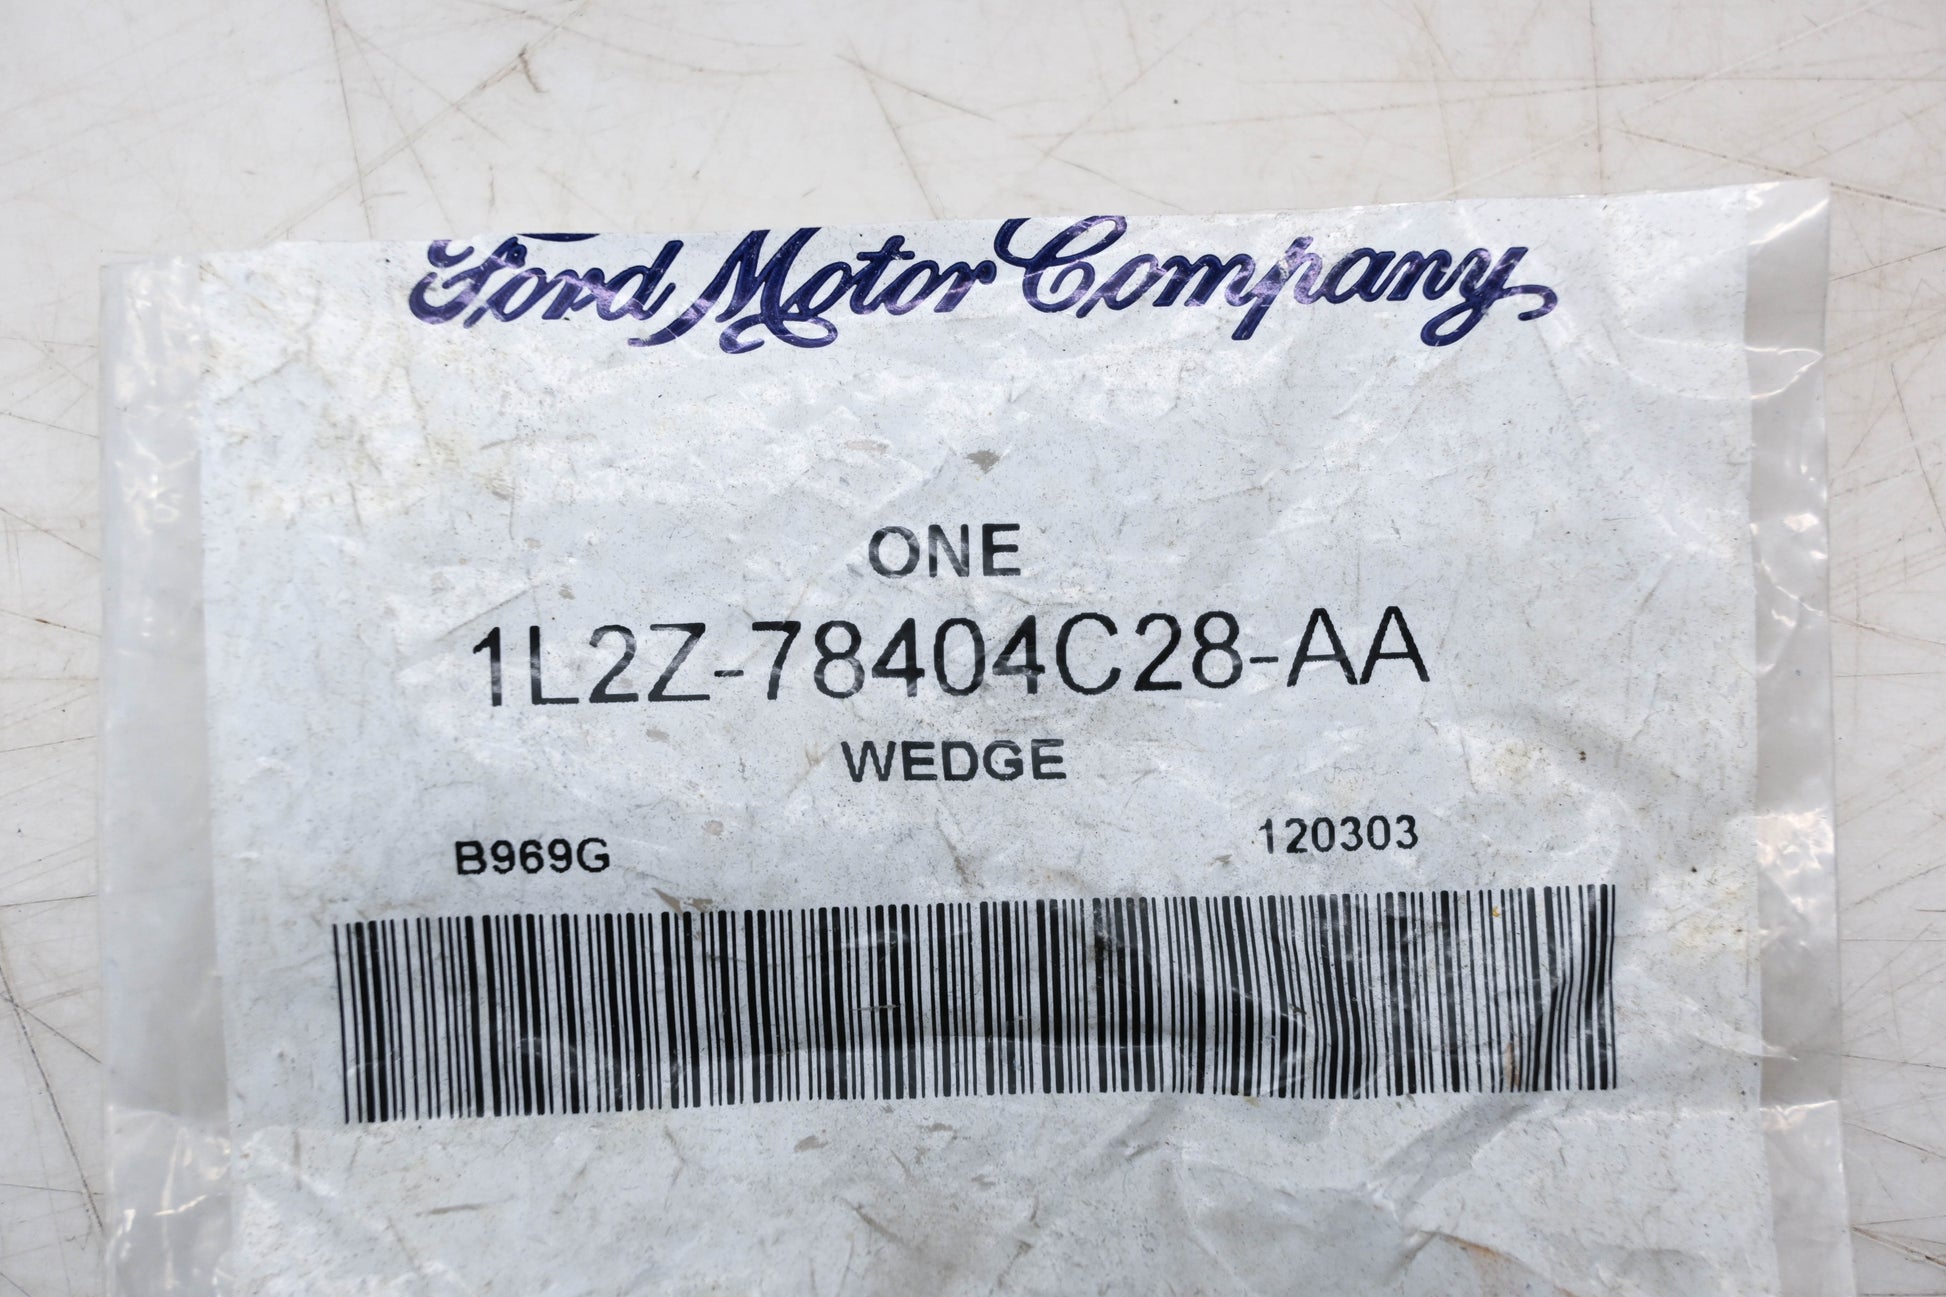 Ford Motor Company
ONE
1L2Z-78404C28-AA
WEDGE
B969G 120303